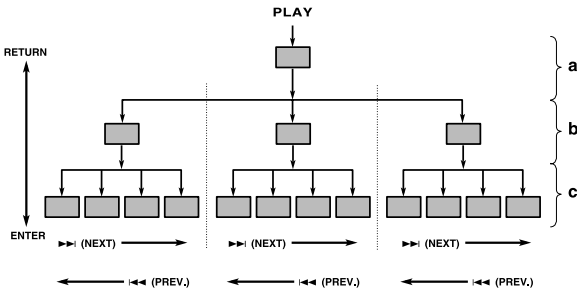 PLAY
RETURN
a
b
c
ENTER
▶▶| (NEXT) ▶▶| (NEXT) ▶▶| (NEXT)
|◀◀ (PREV.) |◀◀ (PREV.) |◀◀ (PREV.)